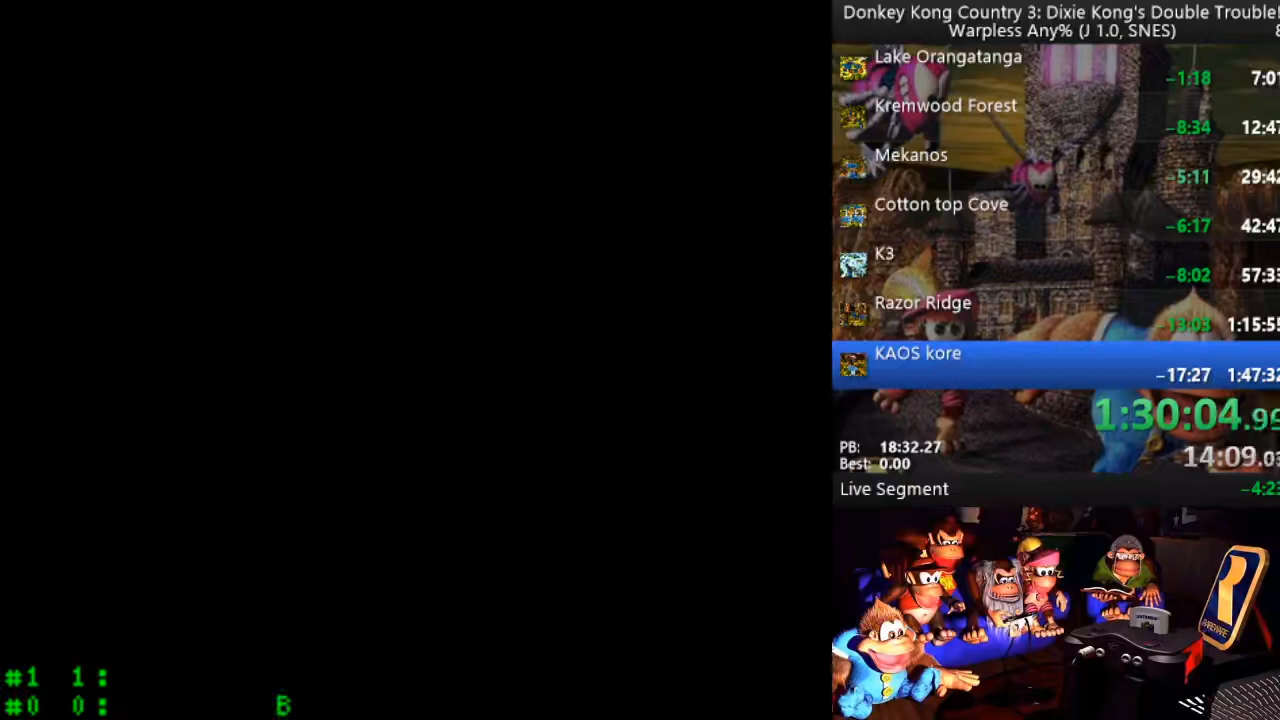 Donkey Kong Country 3: Dixie Kong's Double Trouble!
Warpless Any% (J 1.0, SNES)
Lake Orangatanga
-1:18 7:01
Kremwood Forest
-8:34 12:47
Mekanos
-5:11 29:42
Cotton top Cove
-6:17 42:47
K3
-8:02 57:33
Razor Ridge
-13:03 1:15:55
KAOS kore
-17:27 1:47:32
1:30:04
PB: 18:32.27
Best: 0.00
14:09
Live Segment
#1 1:
#0 0: B